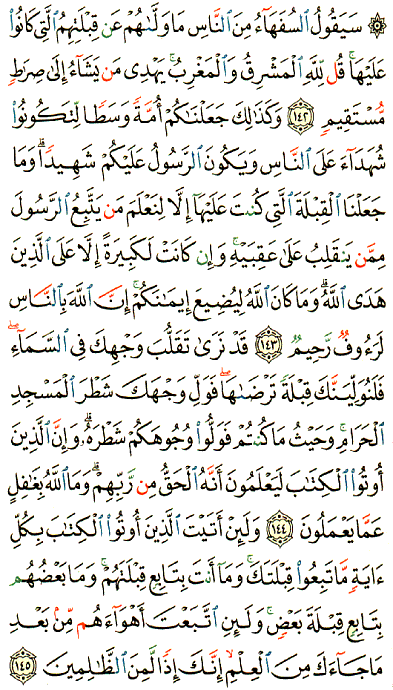 ۞ سَيَقُولُ ٱلسُّفَهَآءُ مِنَ ٱلنَّاسِ مَا وَلَّىٰهُمْ عَن قِبْلَتِهِمُ ٱلَّتِى كَانُوا۟
عَلَيْهَا ۚ قُل لِّلَّهِ ٱلْمَشْرِقُ وَٱلْمَغْرِبُ ۚ يَهْدِى مَن يَشَآءُ إِلَىٰ صِرَٰطٍ
مُّسْتَقِيمٍ ۝١٤٢ وَكَذَٰلِكَ جَعَلْنَٰكُمْ أُمَّةً وَسَطًا لِّتَكُونُوا۟
شُهَدَآءَ عَلَى ٱلنَّاسِ وَيَكُونَ ٱلرَّسُولُ عَلَيْكُمْ شَهِيدًا ۗ وَمَا
جَعَلْنَا ٱلْقِبْلَةَ ٱلَّتِى كُنتَ عَلَيْهَآ إِلَّا لِنَعْلَمَ مَن يَتَّبِعُ ٱلرَّسُولَ
مِمَّن يَنقَلِبُ عَلَىٰ عَقِبَيْهِ ۚ وَإِن كَانَتْ لَكَبِيرَةً إِلَّا عَلَى ٱلَّذِينَ
هَدَى ٱللَّهُ ۗ وَمَا كَانَ ٱللَّهُ لِيُضِيعَ إِيمَٰنَكُمْ ۚ إِنَّ ٱللَّهَ بِٱلنَّاسِ
لَرَءُوفٌ رَّحِيمٌ ۝١٤٣ قَدْ نَرَىٰ تَقَلُّبَ وَجْهِكَ فِى ٱلسَّمَآءِ ۖ
فَلَنُوَلِّيَنَّكَ قِبْلَةً تَرْضَىٰهَا ۚ فَوَلِّ وَجْهَكَ شَطْرَ ٱلْمَسْجِدِ
ٱلْحَرَامِ ۚ وَحَيْثُ مَا كُنتُمْ فَوَلُّوا۟ وُجُوهَكُمْ شَطْرَهُۥ ۗ وَإِنَّ ٱلَّذِينَ
أُوتُوا۟ ٱلْكِتَٰبَ لَيَعْلَمُونَ أَنَّهُ ٱلْحَقُّ مِن رَّبِّهِمْ ۗ وَمَا ٱللَّهُ بِغَٰفِلٍ
عَمَّا يَعْمَلُونَ ۝١٤٤ وَلَئِنْ أَتَيْتَ ٱلَّذِينَ أُوتُوا۟ ٱلْكِتَٰبَ بِكُلِّ
ءَايَةٍ مَّا تَبِعُوا۟ قِبْلَتَكَ ۚ وَمَآ أَنتَ بِتَابِعٍ قِبْلَتَهُمْ ۚ وَمَا بَعْضُهُم
بِتَابِعٍ قِبْلَةَ بَعْضٍ ۚ وَلَئِنِ ٱتَّبَعْتَ أَهْوَآءَهُم مِّنۢ بَعْدِ
مَا جَآءَكَ مِنَ ٱلْعِلْمِ ۙ إِنَّكَ إِذًا لَّمِنَ ٱلظَّٰلِمِينَ ۝١٤٥